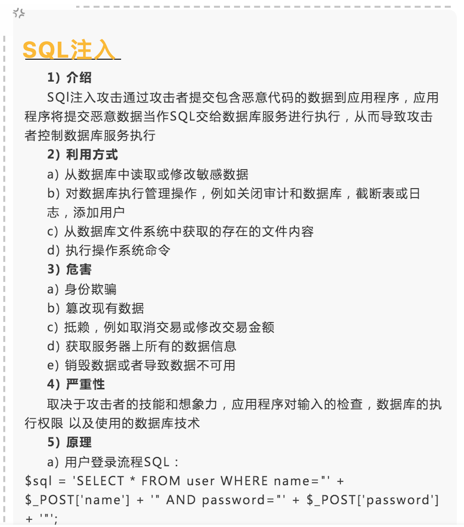 SQL注入
1) 介绍
SQl注入攻击通过攻击者提交包含恶意代码的数据到应用程序，应用
程序将提交恶意数据当作SQL交给数据库服务进行执行，从而导致攻击
者控制数据库服务执行
2) 利用方式
a) 从数据库中读取或修改敏感数据
b) 对数据库执行管理操作，例如关闭审计和数据库，截断表或日
志，添加用户
c) 从数据库文件系统中获取的存在的文件内容
d) 执行操作系统命令
3) 危害
a) 身份欺骗
b) 篡改现有数据
c) 抵赖，例如取消交易或修改交易金额
d) 获取服务器上所有的数据信息
e) 销毁数据或者导致数据不可用
4) 严重性
取决于攻击者的技能和想象力，应用程序对输入的检查，数据库的执
行权限 以及使用的数据库技术
5) 原理
a) 用户登录流程SQL：
$sql = 'SELECT * FROM user WHERE name="' +
$_POST['name'] + '" AND password="' + $_POST['password']
+ '"';